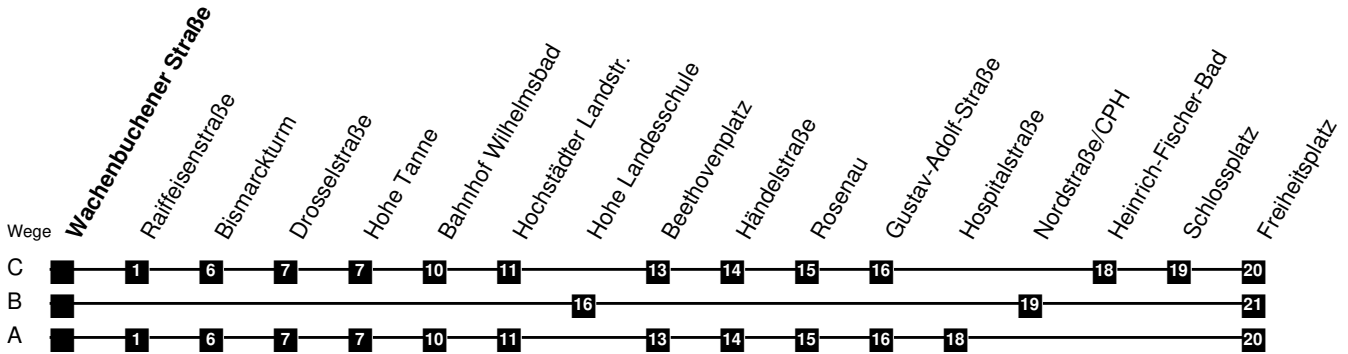 Wachenbuchener Straße
Raiffeisenstraße
Bismarckturm
Drosselstraße
Hohe Tanne
Bahnhof Wilhelmsbad
Hochstädter Landstr.
Hohe Landesschule
Beethovenplatz
Händelstraße
Rosenau
Gustav-Adolf-Straße
Hospitalstraße
Nordstraße/CPH
Heinrich-Fischer-Bad
Schlossplatz
Freiheitsplatz
Wege
C 1 6 7 7 10 11 13 14 15 16 18 19 20
B 16 19 21
A 1 6 7 7 10 11 13 14 15 16 18 20